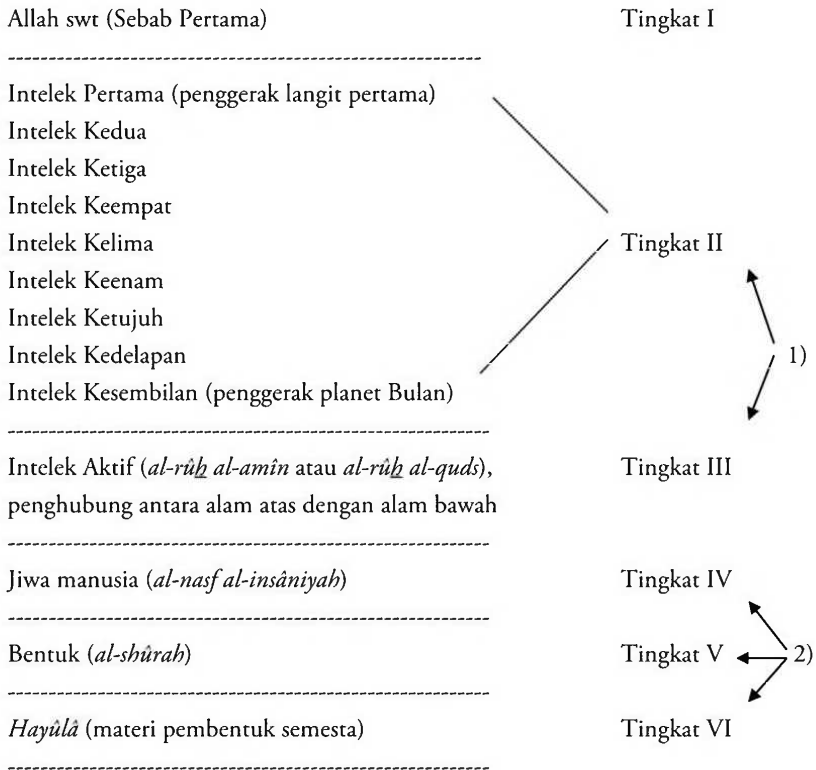 Allah swt (Sebab Pertama) Tingkat I
Intelek Pertama (penggerak langit pertama)
Intelek Kedua
Intelek Ketiga
Intelek Keempat
Intelek Kelima Tingkat II
Intelek Keenam
Intelek Ketujuh
Intelek Kedelapan 1)
Intelek Kesembilan (penggerak planet Bulan)
Intelek Aktif (al-rûẖ al-amîn atau al-rûẖ al-quds), Tingkat III
penghubung antara alam atas dengan alam bawah
Jiwa manusia (al-nasf al-insâniyah) Tingkat IV
Bentuk (al-shûrah) Tingkat V 2)
Hayûlâ (materi pembentuk semesta) Tingkat VI